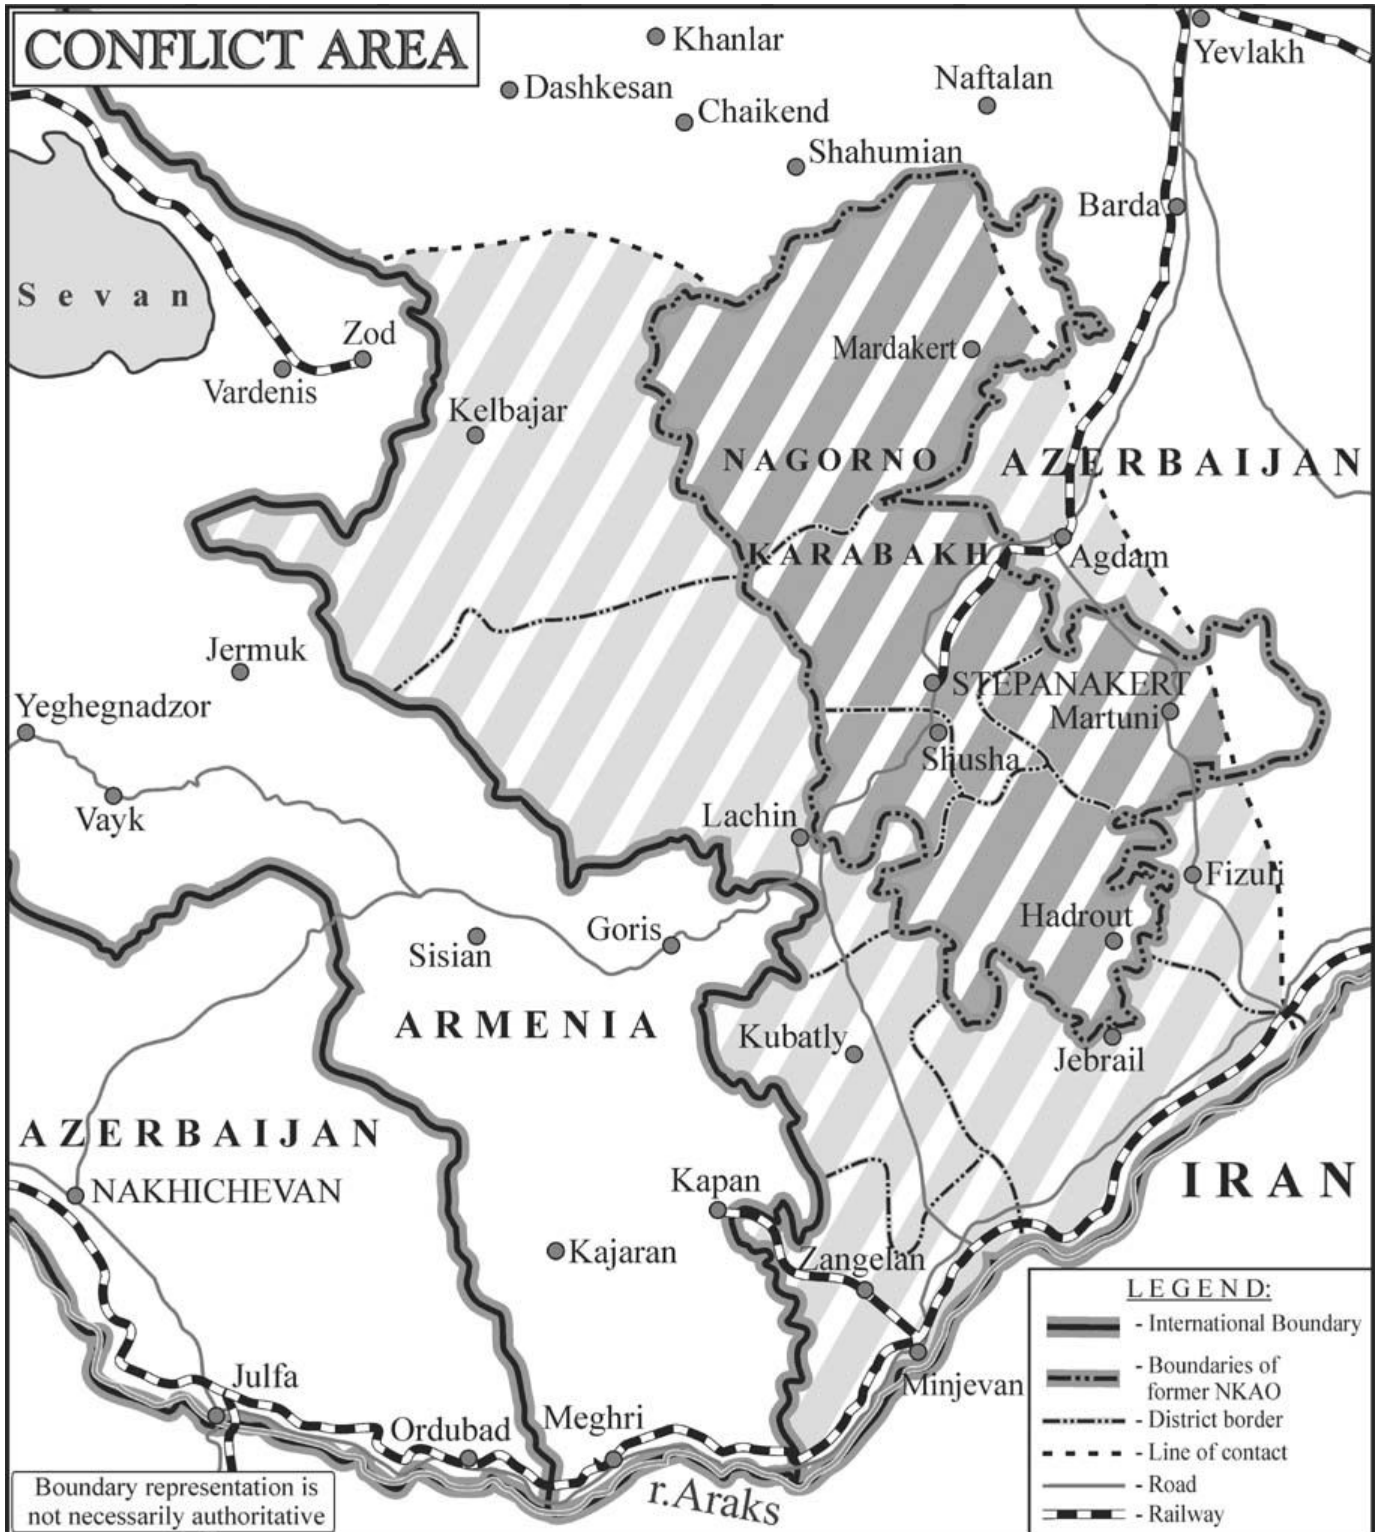 CONFLICT AREA
Khanlar
Yevlakh
Dashkesan
Naftalan
Chaikend
Shahumian
Barda
Sevan
Zod
Mardakert
Vardenis
Kelbajar
NAGORNO
AZERBAIJAN
KARABAKH
Agdam
Jermuk
STEPANAKERT
Yeghegnadzor
Martuni
Shusha
Vayk
Lachin
Fizuli
Hadrout
Goris
Sisian
ARMENIA
Kubatly
Jebrail
AZERBAIJAN
IRAN
Kapan
NAKHICHEVAN
Kajaran
Zangelan
Julfa
Minjevan
Ordubad
Meghri
r.Araks
LEGEND:
- International Boundary
- Boundaries of
former NKAO
- District border
- Line of contact
- Road
- Railway
Boundary representation is
not necessarily authoritative